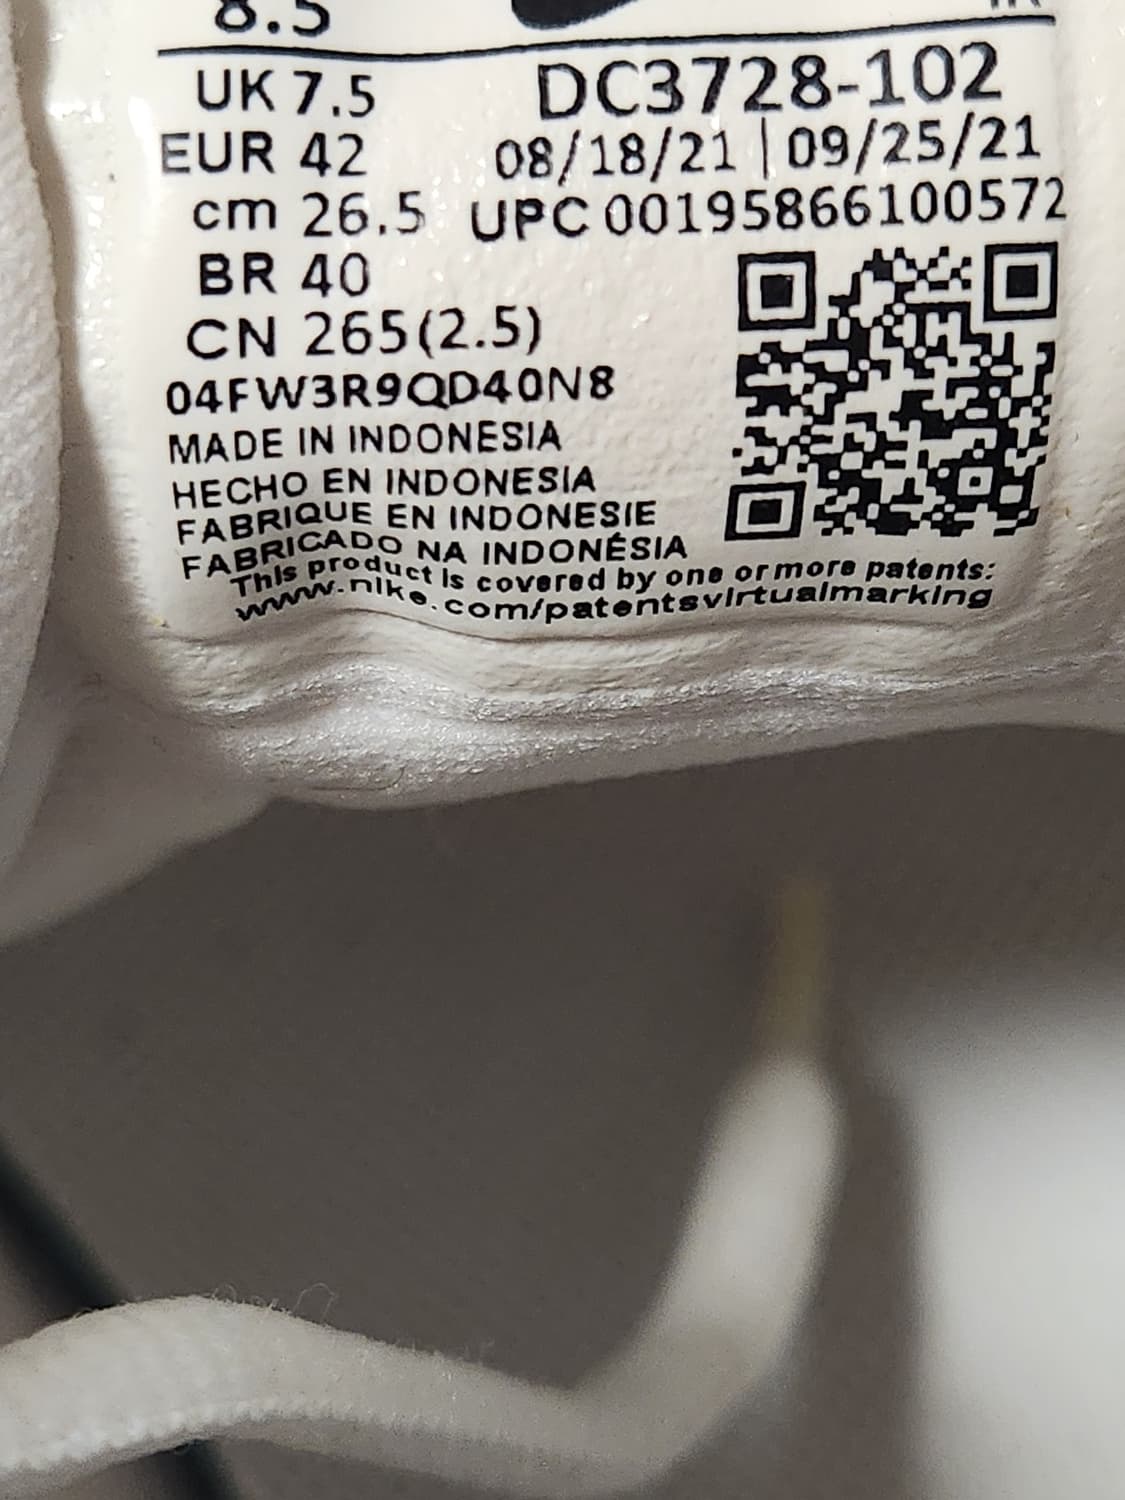 8.5
UK 7.5 DC3728-102
EUR 42 08/18/21 | 09/25/21
cm 26.5 UPC 00195866100572
BR 40
CN 265(2.5)
04FW3R9QD40N8
MADE IN INDONESIA
HECHO EN INDONESIA
FABRIQUE EN INDONESIE
FABRICADO NA INDONÉSIA
This product is covered by one or more patents:
www.nike.com/patentsvirtualmarking